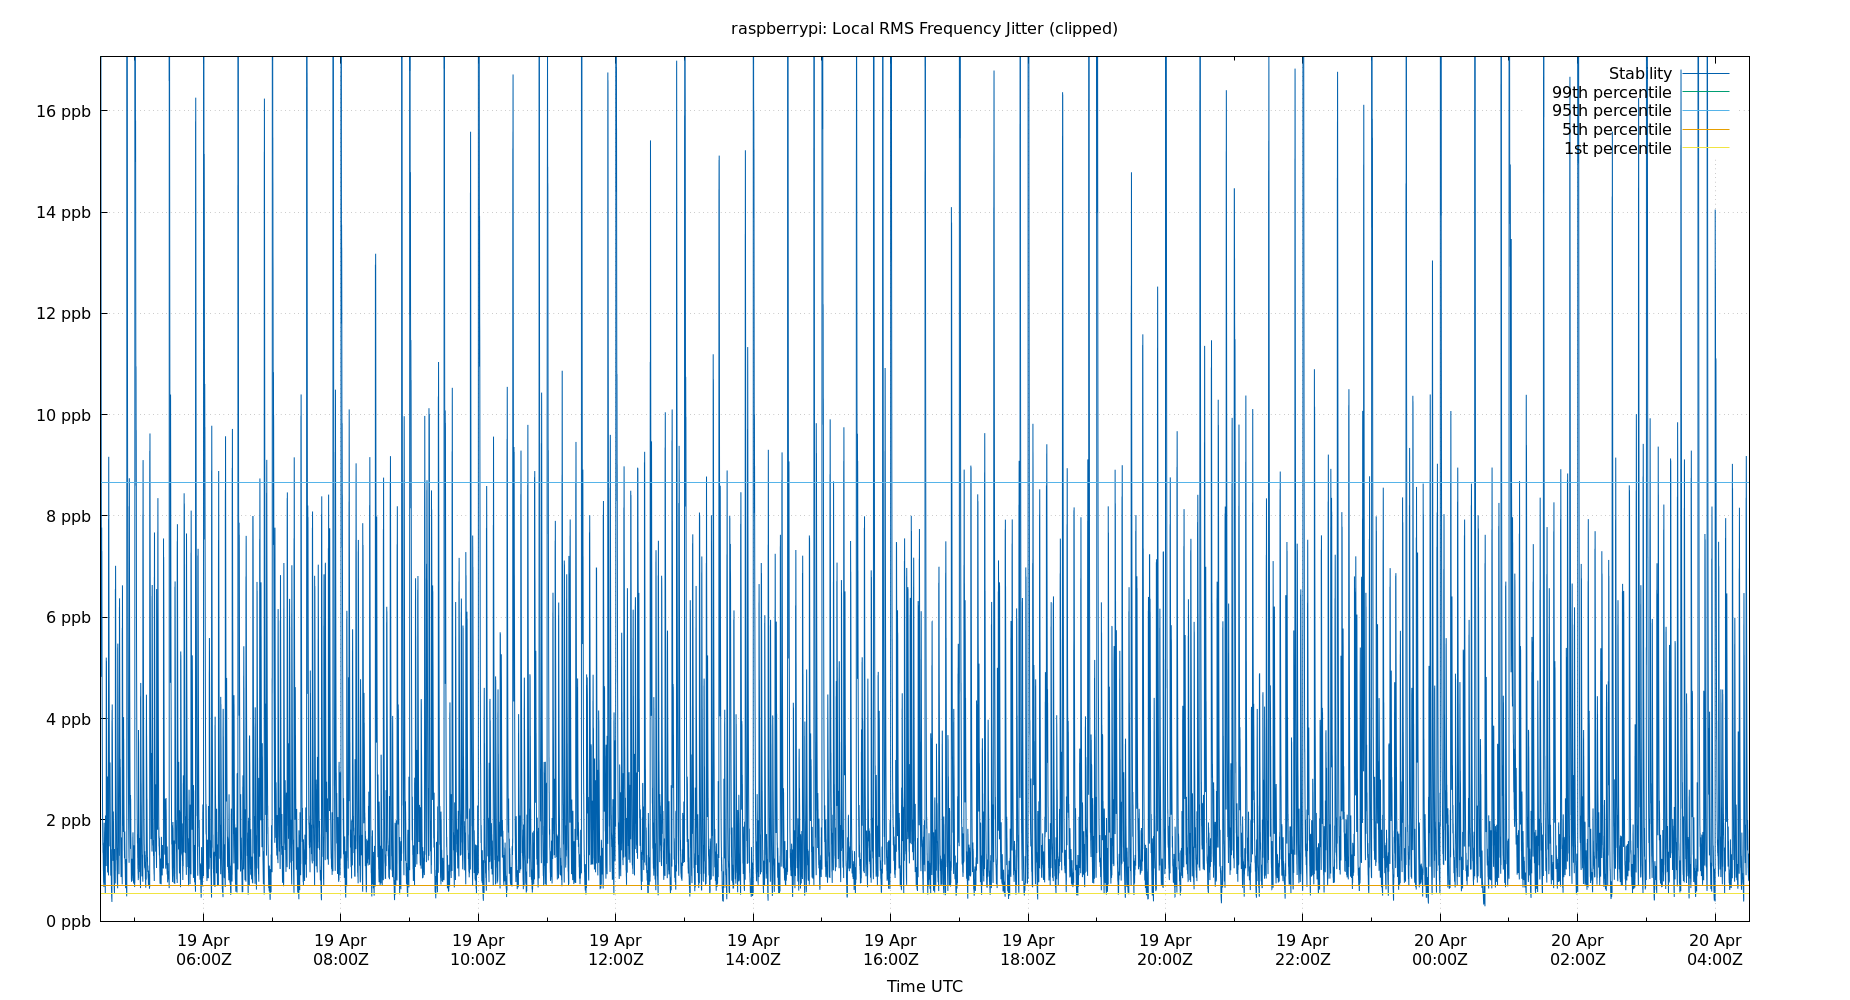 raspberrypi: Local RMS Frequency Jitter (clipped)
Stability
99th percentile
95th percentile
5th percentile
1st percentile
16 ppb
14 ppb
12 ppb
10 ppb
8 ppb
6 ppb
4 ppb
2 ppb
0 ppb
19 Apr 19 Apr 19 Apr 19 Apr 19 Apr 19 Apr 19 Apr 19 Apr 19 Apr 20 Apr 20 Apr 20 Apr
06:00Z 08:00Z 10:00Z 12:00Z 14:00Z 16:00Z 18:00Z 20:00Z 22:00Z 00:00Z 02:00Z 04:00Z
Time UTC